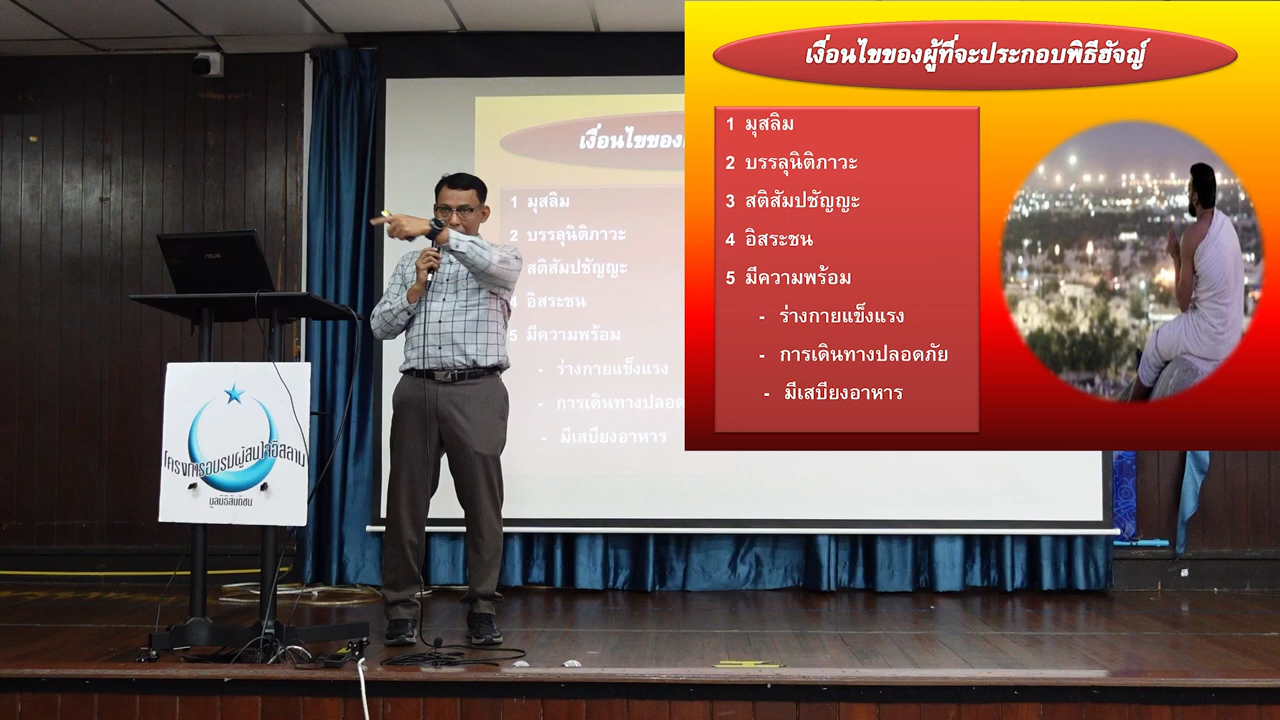 เงื่อนไขของผู้ที่จะประกอบพิธีฮัจญ์
1 มุสลิม
2 บรรลุนิติภาวะ
3 สติสัมปชัญญะ
4 อิสระชน
5 มีความพร้อม
- ร่างกายแข็งแรง
- การเดินทางปลอดภัย
- มีเสบียงอาหาร
เงื่อนไขของ
1 มุสลิม
2 บรรลุนิติภาวะ
สติสัมปชัญญะ
4 อิสระชน
5 มีความพร้อม
- ร่างกายแข็งแรง
- การเดินทางปลอด
- มีเสบียงอาหาร
ASUS
โครงการอบรมผู้สนใจอิสลาม
มูลนิธิสันติชน